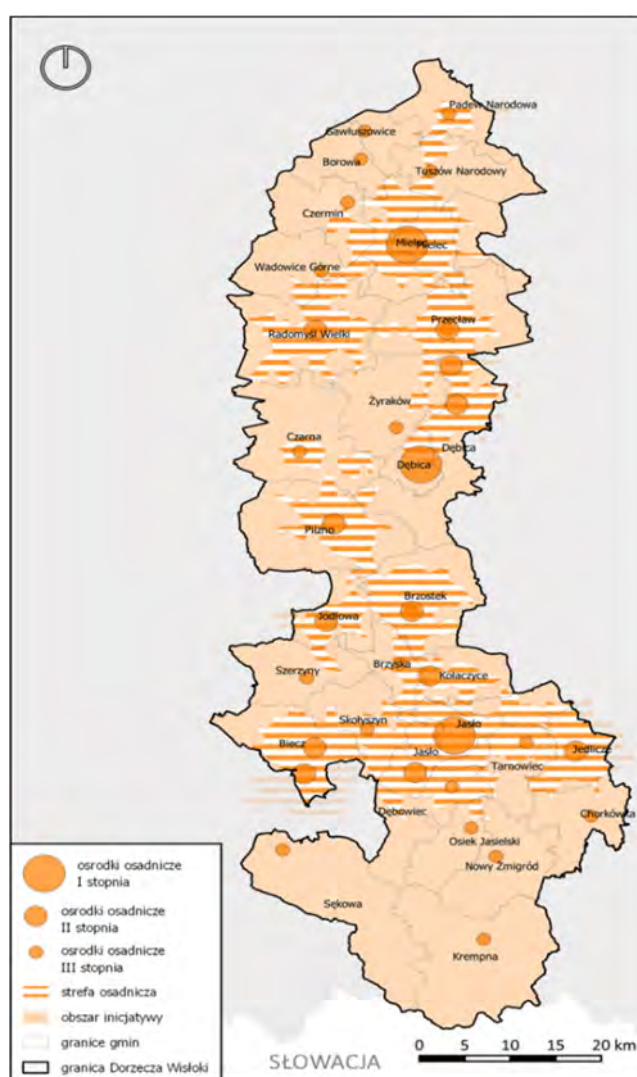 Padew Narodowa
Gawłuszowice
Borowa
Tuszów Narodowy
Czermin
Mielec
Mielec
Wadowice Górne
Przecław
Radomyśl Wielki
Żyraków
Czarna
Dębica
Dębica
Pilzno
Brzostek
Jodłowa
Brzyska
Szerzyny
Kołaczyce
Skołyszyn
Jasło
Biecz
Jasło
Jedlicze
Tarnowiec
Dębowiec
Chorkówka
Osiek Jasielski
Nowy Żmigród
Sękowa
Krempna
ośrodki osadnicze
I stopnia
ośrodki osadnicze
II stopnia
ośrodki osadnicze
III stopnia
strefa osadnicza
obszar inicjatywy
granice gmin
granica Dorzecza Wisłoki
SŁOWACJA
0 5 10 15 20 km